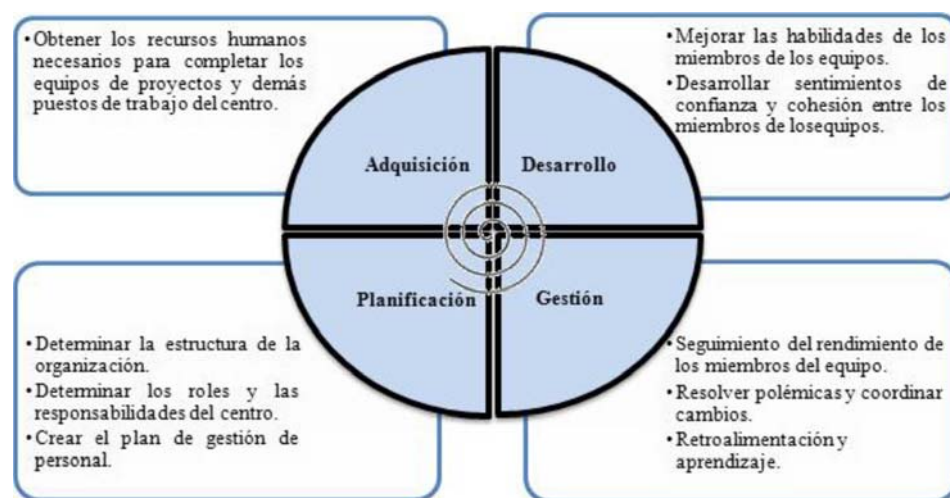 • Obtener los recursos humanos
necesarios para completar los
equipos de proyectos y demás
puestos de trabajo del centro.
• Mejorar las habilidades de los
miembros de los equipos.
• Desarrollar sentimientos de
confianza y cohesión entre los
miembros de losequipos.
Adquisición
Desarrollo
Planificación
Gestión
• Determinar la estructura de la
organización.
• Determinar los roles y las
responsabilidades del centro.
• Crear el plan de gestión de
personal.
• Seguimiento del rendimiento de
los miembros del equipo.
• Resolver polémicas y coordinar
cambios.
• Retroalimentación y
aprendizaje.